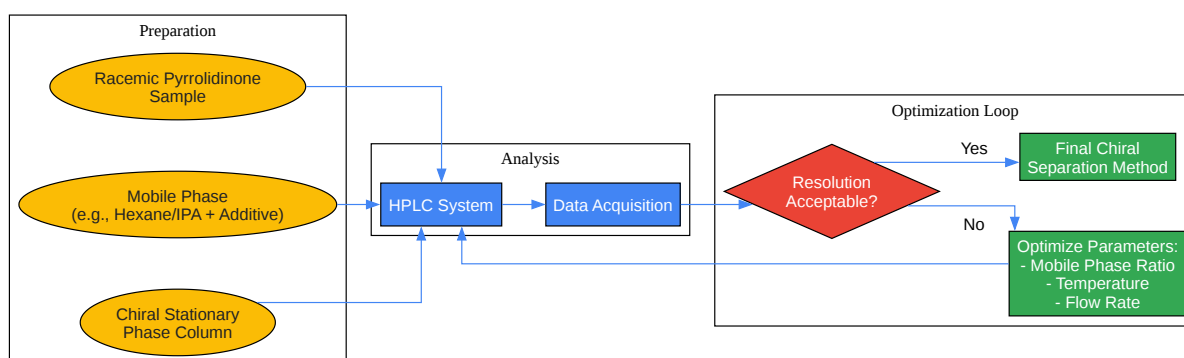 Preparation
Racemic Pyrrolidinone
Sample
Mobile Phase
(e.g., Hexane/IPA + Additive)
Chiral Stationary
Phase Column
Analysis
HPLC System
Data Acquisition
Optimization Loop
Resolution
Acceptable?
Yes
Final Chiral
Separation Method
No
Optimize Parameters:
- Mobile Phase Ratio
- Temperature
- Flow Rate